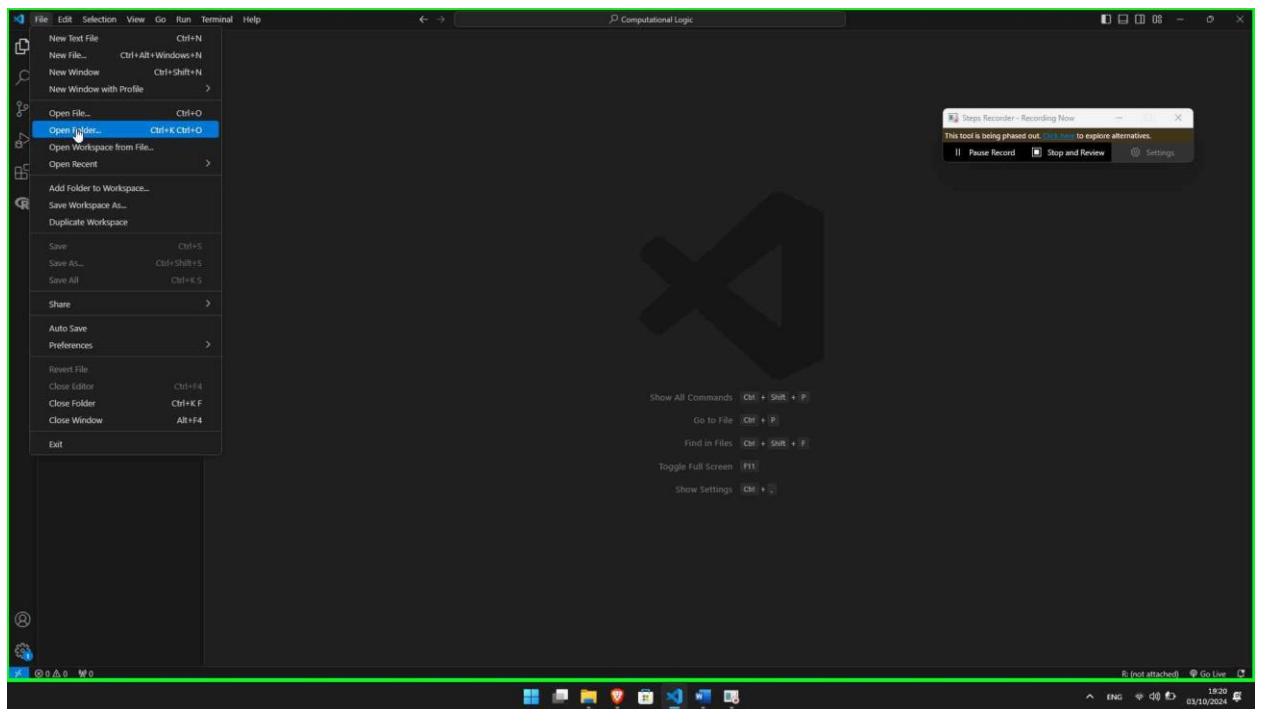 File Edit Selection View Go Run Terminal Help
Computational Logic
New Text File Ctrl+N
New File... Ctrl+Alt+Windows+N
New Window Ctrl+Shift+N
New Window with Profile
Open File... Ctrl+O
Open Folder... Ctrl+K Ctrl+O
Open Workspace from File...
Open Recent
Add Folder to Workspace...
Save Workspace As...
Duplicate Workspace
Save Ctrl+S
Save As... Ctrl+Shift+S
Save All Ctrl+K S
Share
Auto Save
Preferences
Revert File
Close Editor Ctrl+F4
Close Folder Ctrl+K F
Close Window Alt+F4
Exit
Steps Recorder - Recording Now
This tool is being phased out. Click here to explore alternatives.
Pause Record Stop and Review Settings
Show All Commands Ctrl + Shift + P
Go to File Ctrl + P
Find in Files Ctrl + Shift + F
Toggle Full Screen F11
Show Settings Ctrl + ,
0 0 0
R: (not attached) Go Live
ENG 19:20
03/10/2024